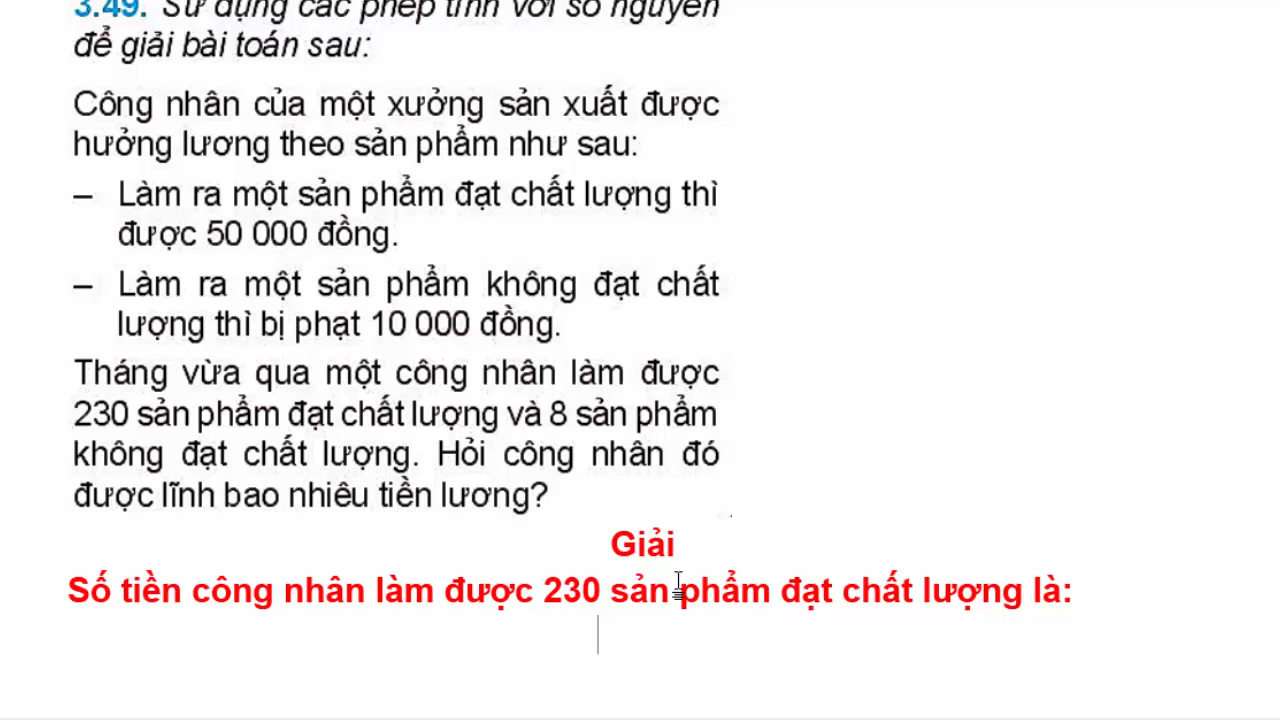 3.49. Sử dụng các phép tính với số nguyên
để giải bài toán sau:
Công nhân của một xưởng sản xuất được
hưởng lương theo sản phẩm như sau:
– Làm ra một sản phẩm đạt chất lượng thì
được 50 000 đồng.
– Làm ra một sản phẩm không đạt chất
lượng thì bị phạt 10 000 đồng.
Tháng vừa qua một công nhân làm được
230 sản phẩm đạt chất lượng và 8 sản phẩm
không đạt chất lượng. Hỏi công nhân đó
được lĩnh bao nhiêu tiền lương?
Giải
Số tiền công nhân làm được 230 sản phẩm đạt chất lượng là: